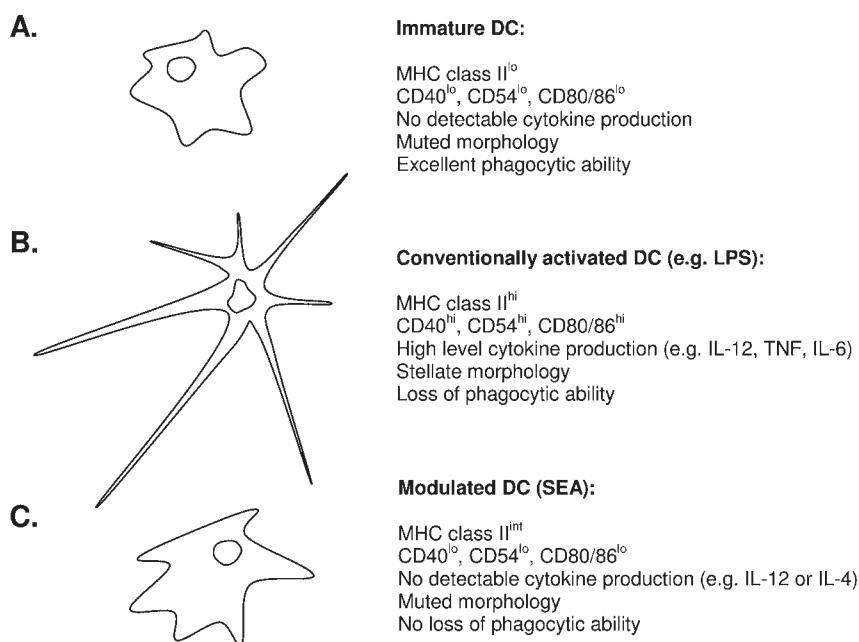 A.
Immature DC:
MHC class II^lo
CD40^lo, CD54^lo, CD80/86^lo
No detectable cytokine production
Muted morphology
Excellent phagocytic ability
B.
Conventionally activated DC (e.g. LPS):
MHC class II^hi
CD40^hi, CD54^hi, CD80/86^hi
High level cytokine production (e.g. IL-12, TNF, IL-6)
Stellate morphology
Loss of phagocytic ability
C.
Modulated DC (SEA):
MHC class II^int
CD40^lo, CD54^lo, CD80/86^lo
No detectable cytokine production (e.g. IL-12 or IL-4)
Muted morphology
No loss of phagocytic ability